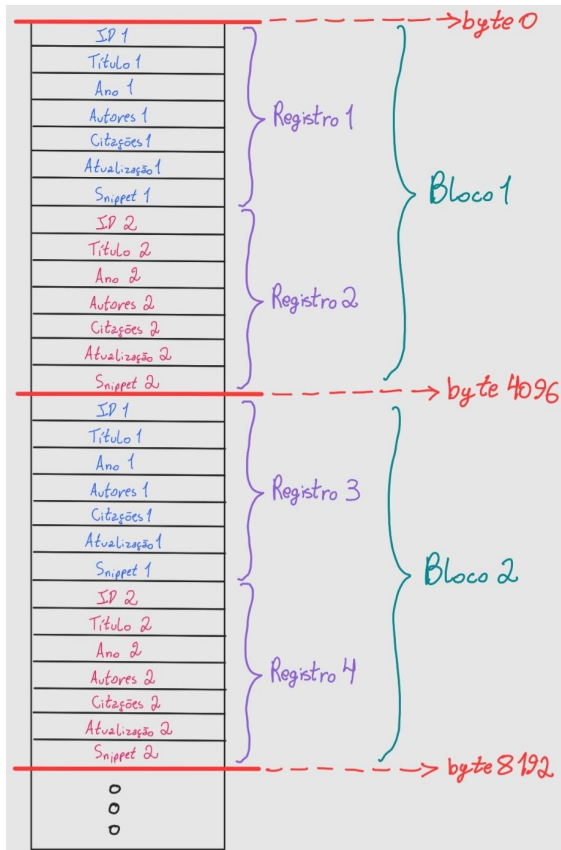 byte 0
ID 1
Título 1
Ano 1
Autores 1
Citações 1
Atualização 1
Snippet 1
Registro 1
Bloco 1
ID 2
Título 2
Ano 2
Autores 2
Citações 2
Atualização 2
Snippet 2
Registro 2
byte 4096
ID 1
Título 1
Ano 1
Autores 1
Citações 1
Atualização 1
Snippet 1
Registro 3
Bloco 2
ID 2
Título 2
Ano 2
Autores 2
Citações 2
Atualização 2
Snippet 2
Registro 4
byte 8192